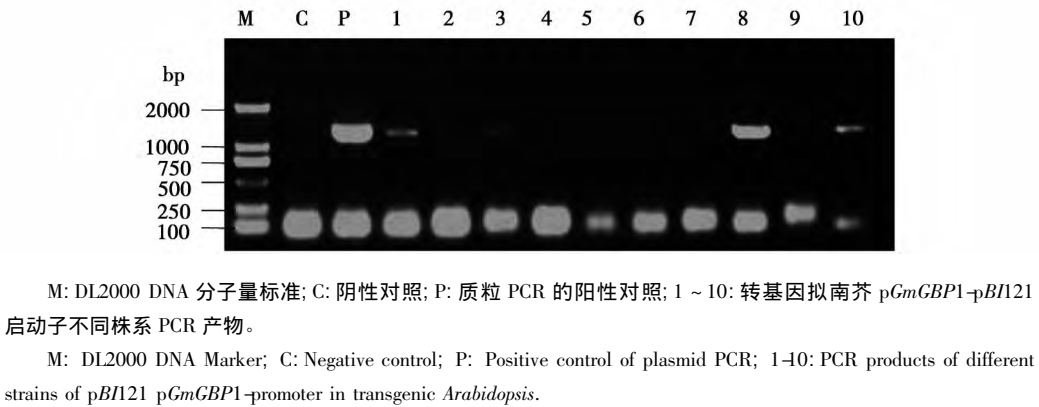 M C P 1 2 3 4 5 6 7 8 9 10
bp
2000
1000
750
500
250
100
M: DL2000 DNA 分子量标准; C: 阴性对照; P: 质粒 PCR 的阳性对照; 1 ~ 10: 转基因拟南芥 pGmGBP1-pBI121
启动子不同株系 PCR 产物。
M: DL2000 DNA Marker; C: Negative control; P: Positive control of plasmid PCR; 1-10: PCR products of different
strains of pBI121 pGmGBP1-promoter in transgenic Arabidopsis.